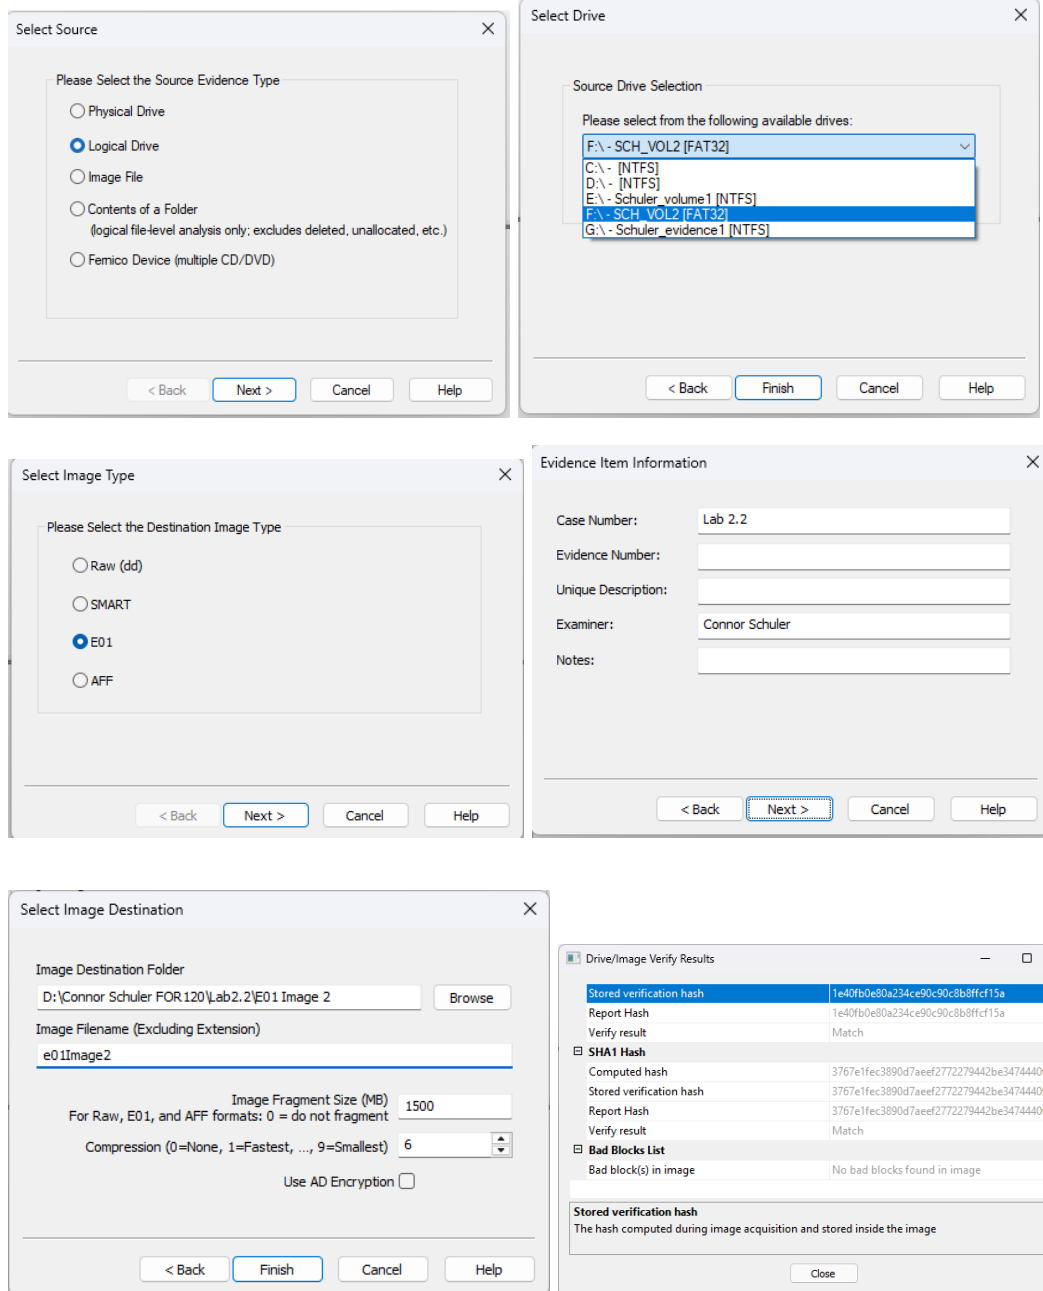 Select Source
Please Select the Source Evidence Type
Physical Drive
Logical Drive
Image File
Contents of a Folder
(logical file-level analysis only; excludes deleted, unallocated, etc.)
Fernico Device (multiple CD/DVD)
< Back Next > Cancel Help
Select Drive
Source Drive Selection
Please select from the following available drives:
F:\ - SCH_VOL2 [FAT32]
C:\ - [NTFS]
D:\ - [NTFS]
E:\ - Schuler_volume1 [NTFS]
F:\ - SCH_VOL2 [FAT32]
G:\ - Schuler_evidence1 [NTFS]
< Back Finish Cancel Help
Select Image Type
Please Select the Destination Image Type
Raw (dd)
SMART
E01
AFF
< Back Next > Cancel Help
Evidence Item Information
Case Number: Lab 2.2
Evidence Number:
Unique Description:
Examiner: Connor Schuler
Notes:
< Back Next > Cancel Help
Select Image Destination
Image Destination Folder
D:\Connor Schuler FOR120\Lab2.2\E01 Image 2 Browse
Image Filename (Excluding Extension)
e01Image2
Image Fragment Size (MB) 1500
For Raw, E01, and AFF formats: 0 = do not fragment
Compression (0=None, 1=Fastest, ..., 9=Smallest) 6
Use AD Encryption
< Back Finish Cancel Help
Drive/Image Verify Results
Stored verification hash 1e40fb0e80a234ce90c90c8b8ffcf15a
Report Hash 1e40fb0e80a234ce90c90c8b8ffcf15a
Verify result Match
SHA1 Hash
Computed hash 3767e1fec3890d7aeef2772279442be3474440
Stored verification hash 3767e1fec3890d7aeef2772279442be3474440
Report Hash 3767e1fec3890d7aeef2772279442be3474440
Verify result Match
Bad Blocks List
Bad block(s) in image No bad blocks found in image
Stored verification hash
The hash computed during image acquisition and stored inside the image
Close